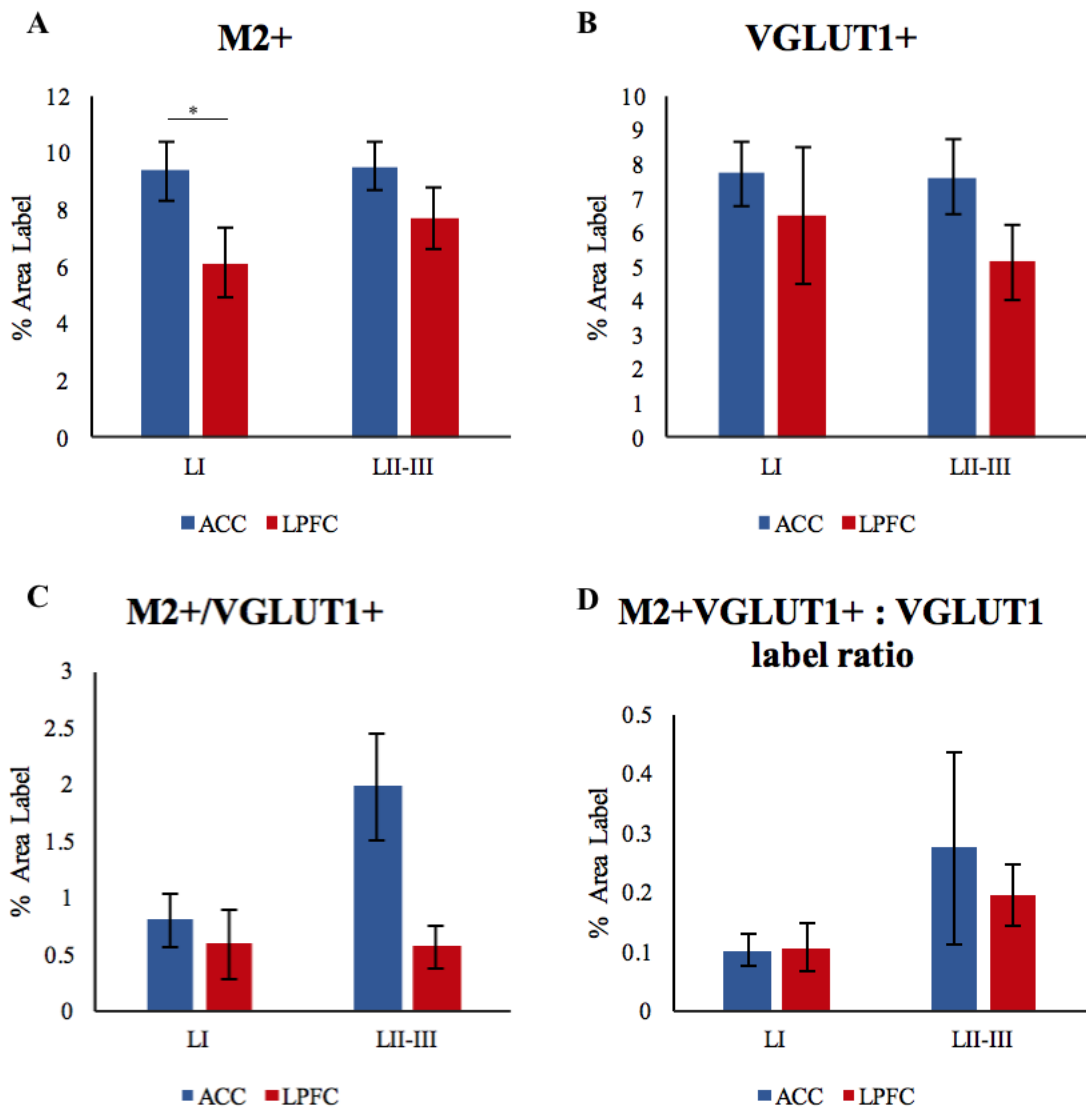 A
M2+
12
10
8
6
4
2
0
% Area Label
*
LI
LII-III
ACC
LPFC
B
VGLUT1+
10
9
8
7
6
5
4
3
2
1
0
% Area Label
LI
LII-III
ACC
LPFC
C
M2+/VGLUT1+
3
2.5
2
1.5
1
0.5
0
% Area Label
LI
LII-III
ACC
LPFC
D
M2+VGLUT1+ : VGLUT1
label ratio
0.5
0.4
0.3
0.2
0.1
0
% Area Label
LI
LII-III
ACC
LPFC